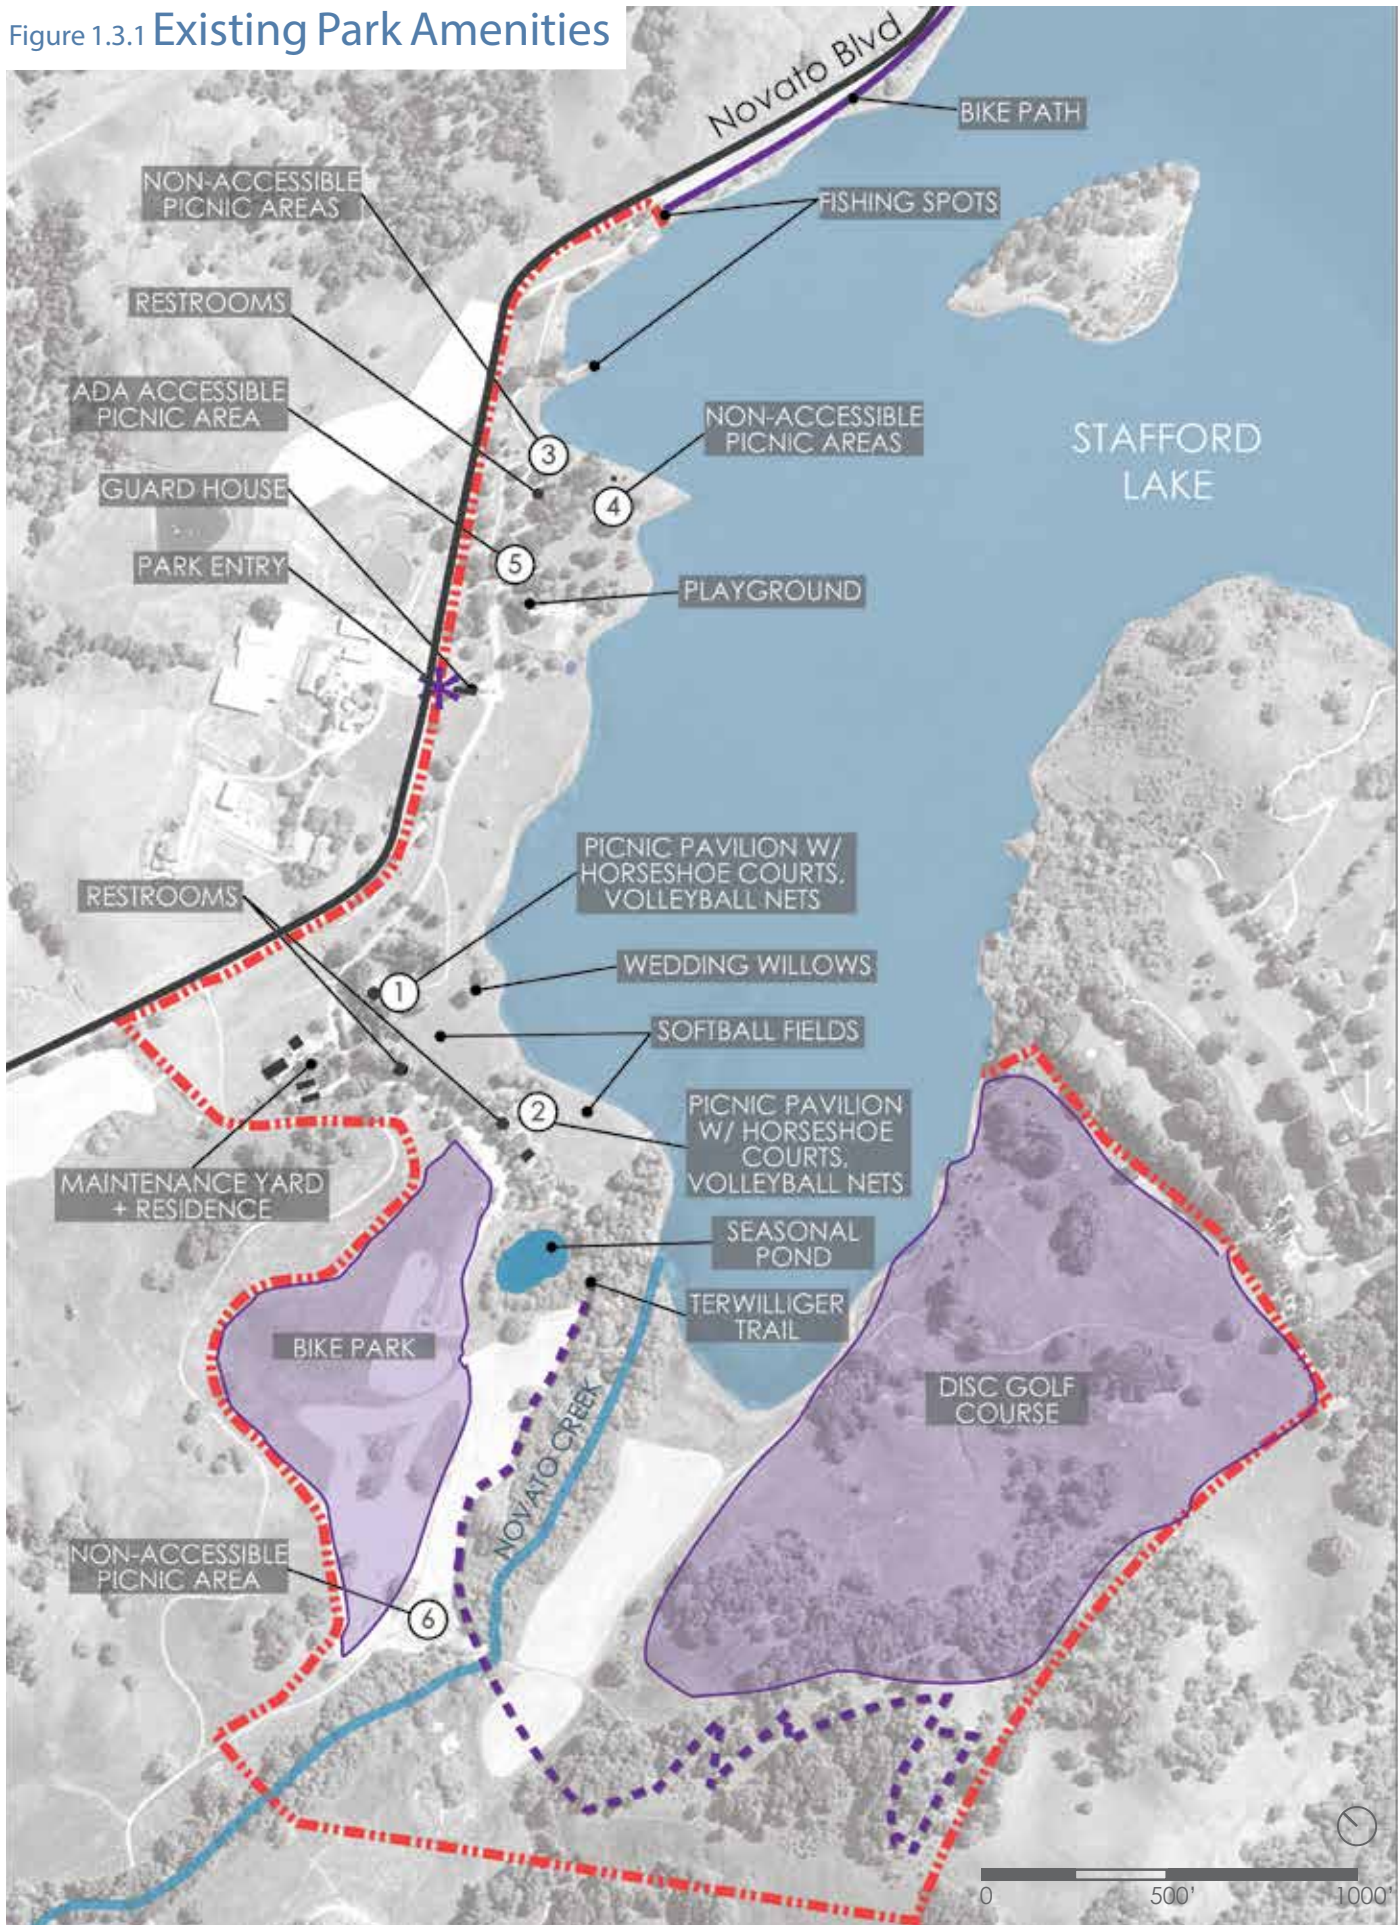 Figure 1.3.1 Existing Park Amenities
Novato Blvd
BIKE PATH
NON-ACCESSIBLE
PICNIC AREAS
FISHING SPOTS
RESTROOMS
ADA ACCESSIBLE
PICNIC AREA
NON-ACCESSIBLE
PICNIC AREAS
STAFFORD
LAKE
3
GUARD HOUSE
4
PARK ENTRY
5
PLAYGROUND
PICNIC PAVILION W/
HORSESHOE COURTS,
VOLLEYBALL NETS
RESTROOMS
WEDDING WILLOWS
1
SOFTBALL FIELDS
2
PICNIC PAVILION
W/ HORSESHOE
COURTS,
VOLLEYBALL NETS
MAINTENANCE YARD
+ RESIDENCE
SEASONAL
POND
TERWILLIGER
TRAIL
BIKE PARK
DISC GOLF
COURSE
NOVATO CREEK
NON-ACCESSIBLE
PICNIC AREA
6
0 500' 1000'